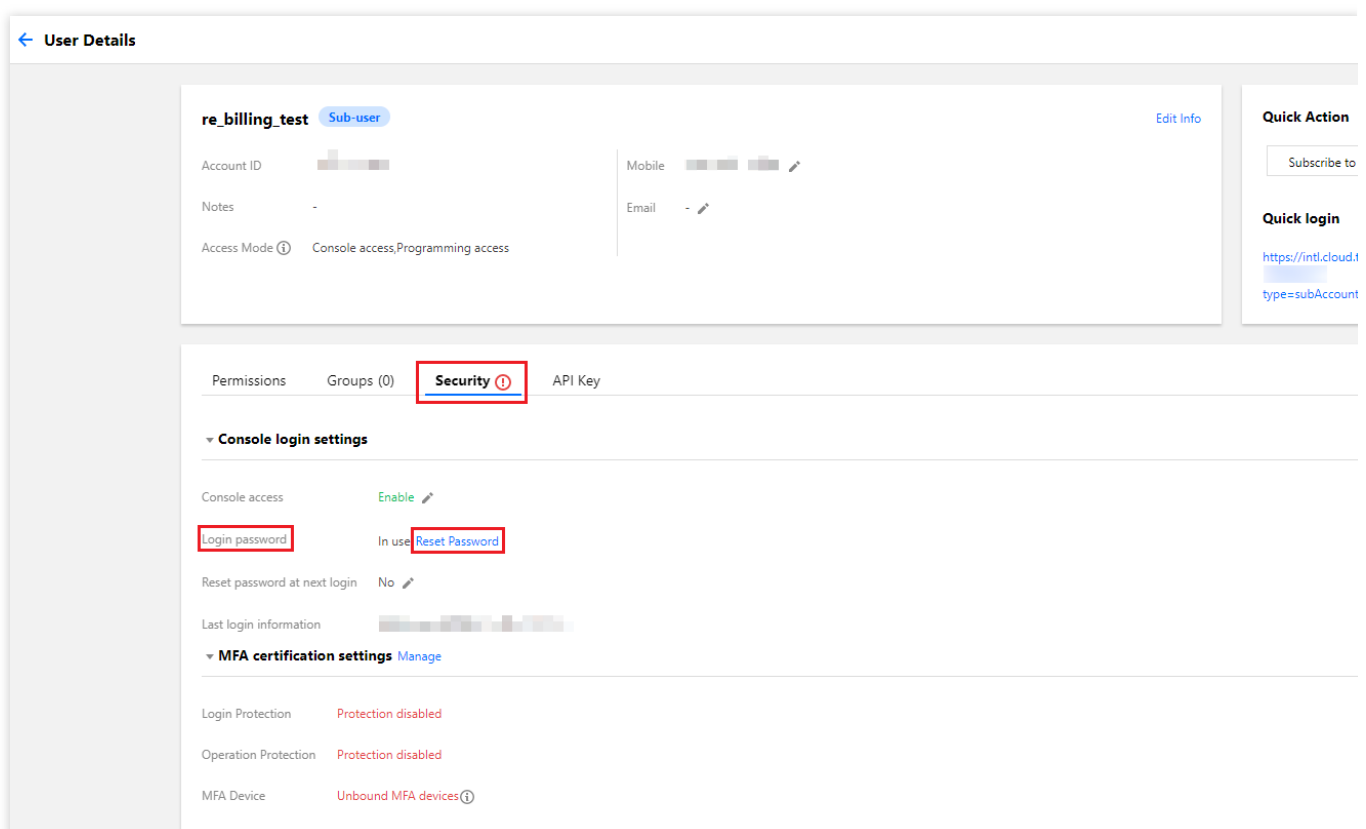 User Details
re_billing_test Sub-user Edit Info
Account ID
Notes -
Access Mode Console access,Programming access
Mobile
Email -
Quick Action
Subscribe to
Quick login
https://intl.cloud.t
type=subAccount
Permissions Groups (0) Security API Key
Console login settings
Console access Enable
Login password In use Reset Password
Reset password at next login No
Last login information
MFA certification settings Manage
Login Protection Protection disabled
Operation Protection Protection disabled
MFA Device Unbound MFA devices